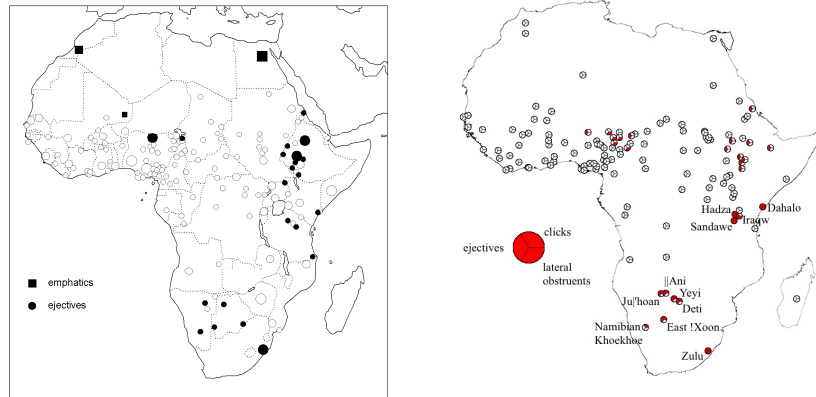 emphatics
ejectives
Hadza
Dahalo
Sandawe
Iraqw
clicks
ejectives
lateral
obstruents
||Ani
Ju|'hoan
Yeyi
Deti
Namibian
Khoekhoe
East !Xoon
Zulu